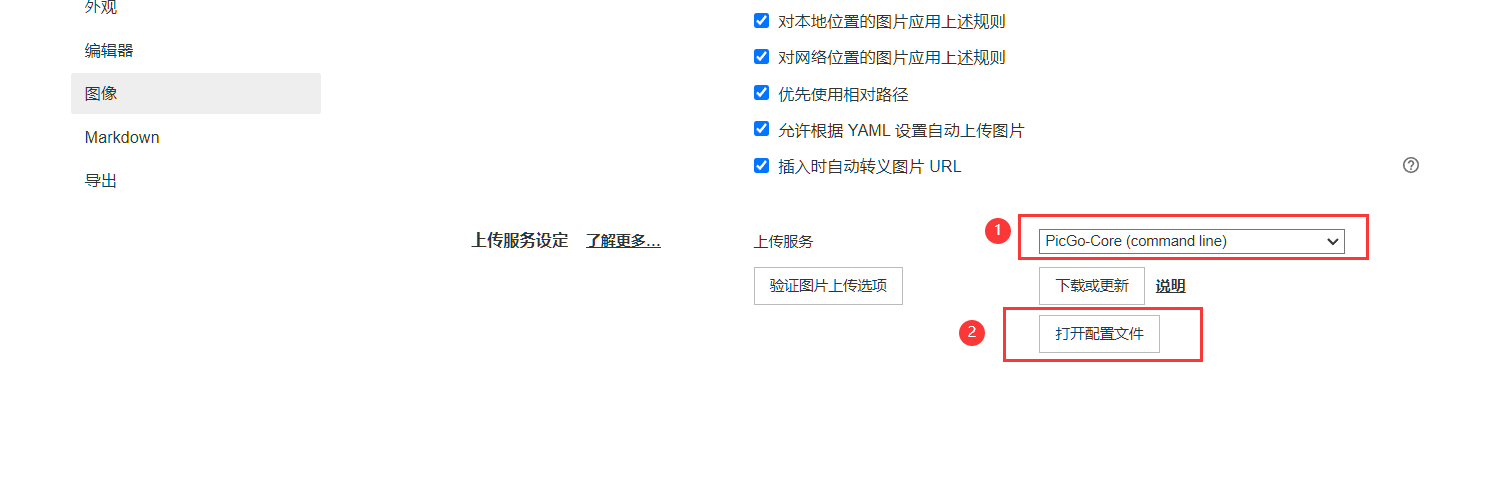 外观
编辑器
图像
Markdown
导出
对本地位置的图片应用上述规则
对网络位置的图片应用上述规则
优先使用相对路径
允许根据 YAML 设置自动上传图片
插入时自动转义图片 URL
上传服务设定 了解更多...
上传服务 1 PicGo-Core (command line)
验证图片上传选项 下载或更新 说明
2 打开配置文件